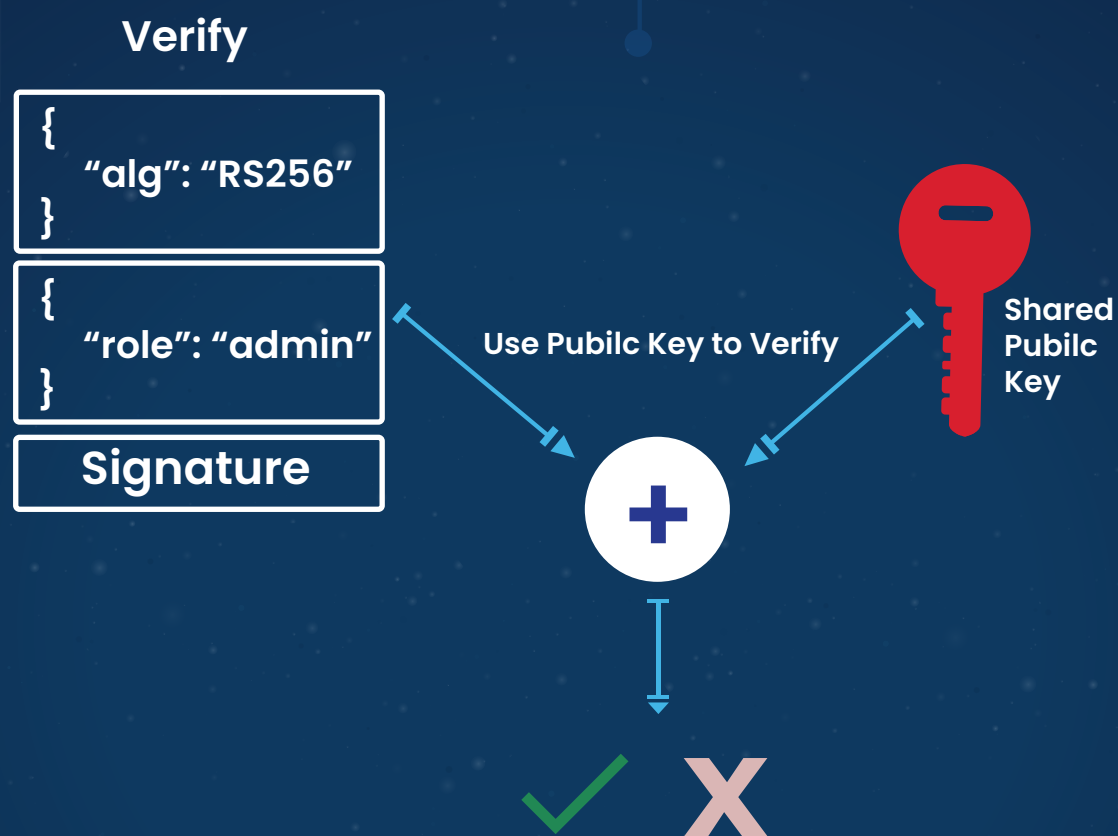 Verify
{
“alg”: “RS256”
}
{
“role”: “admin”
}
Signature
Use Pubilc Key to Verify
Shared
Pubilc
Key
+
X